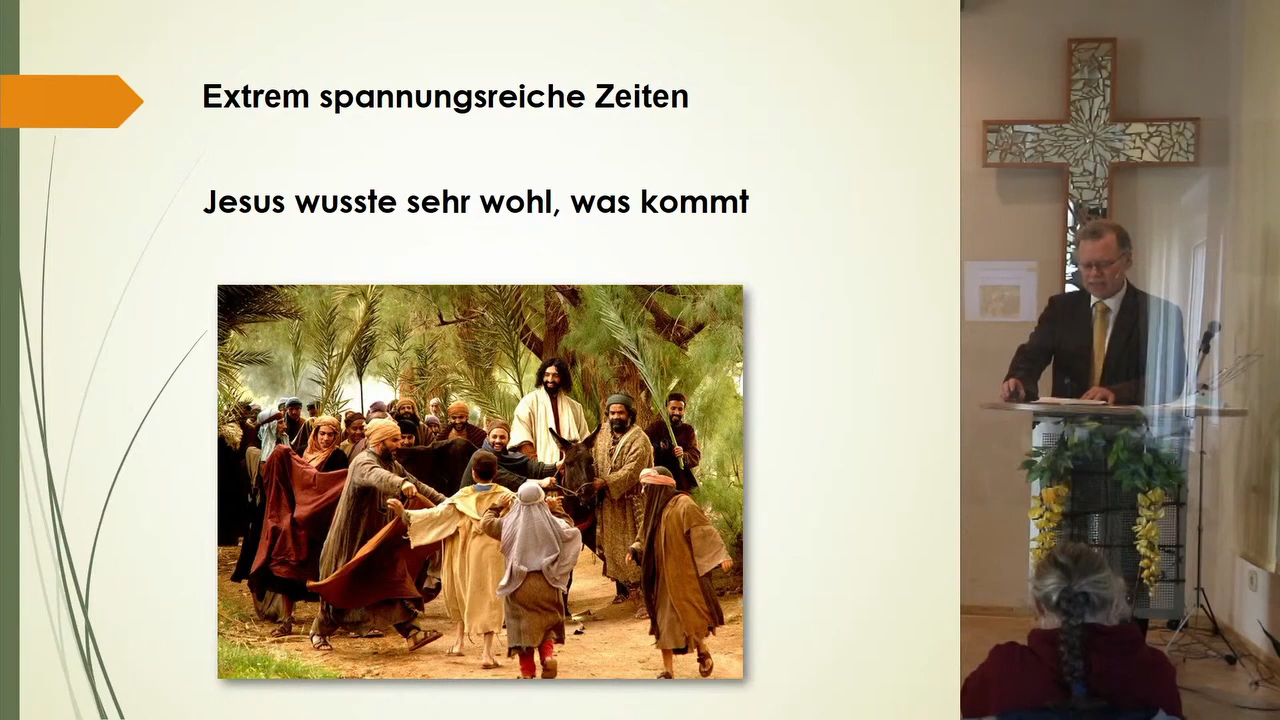 Extrem spannungsreiche Zeiten
Jesus wusste sehr wohl, was kommt